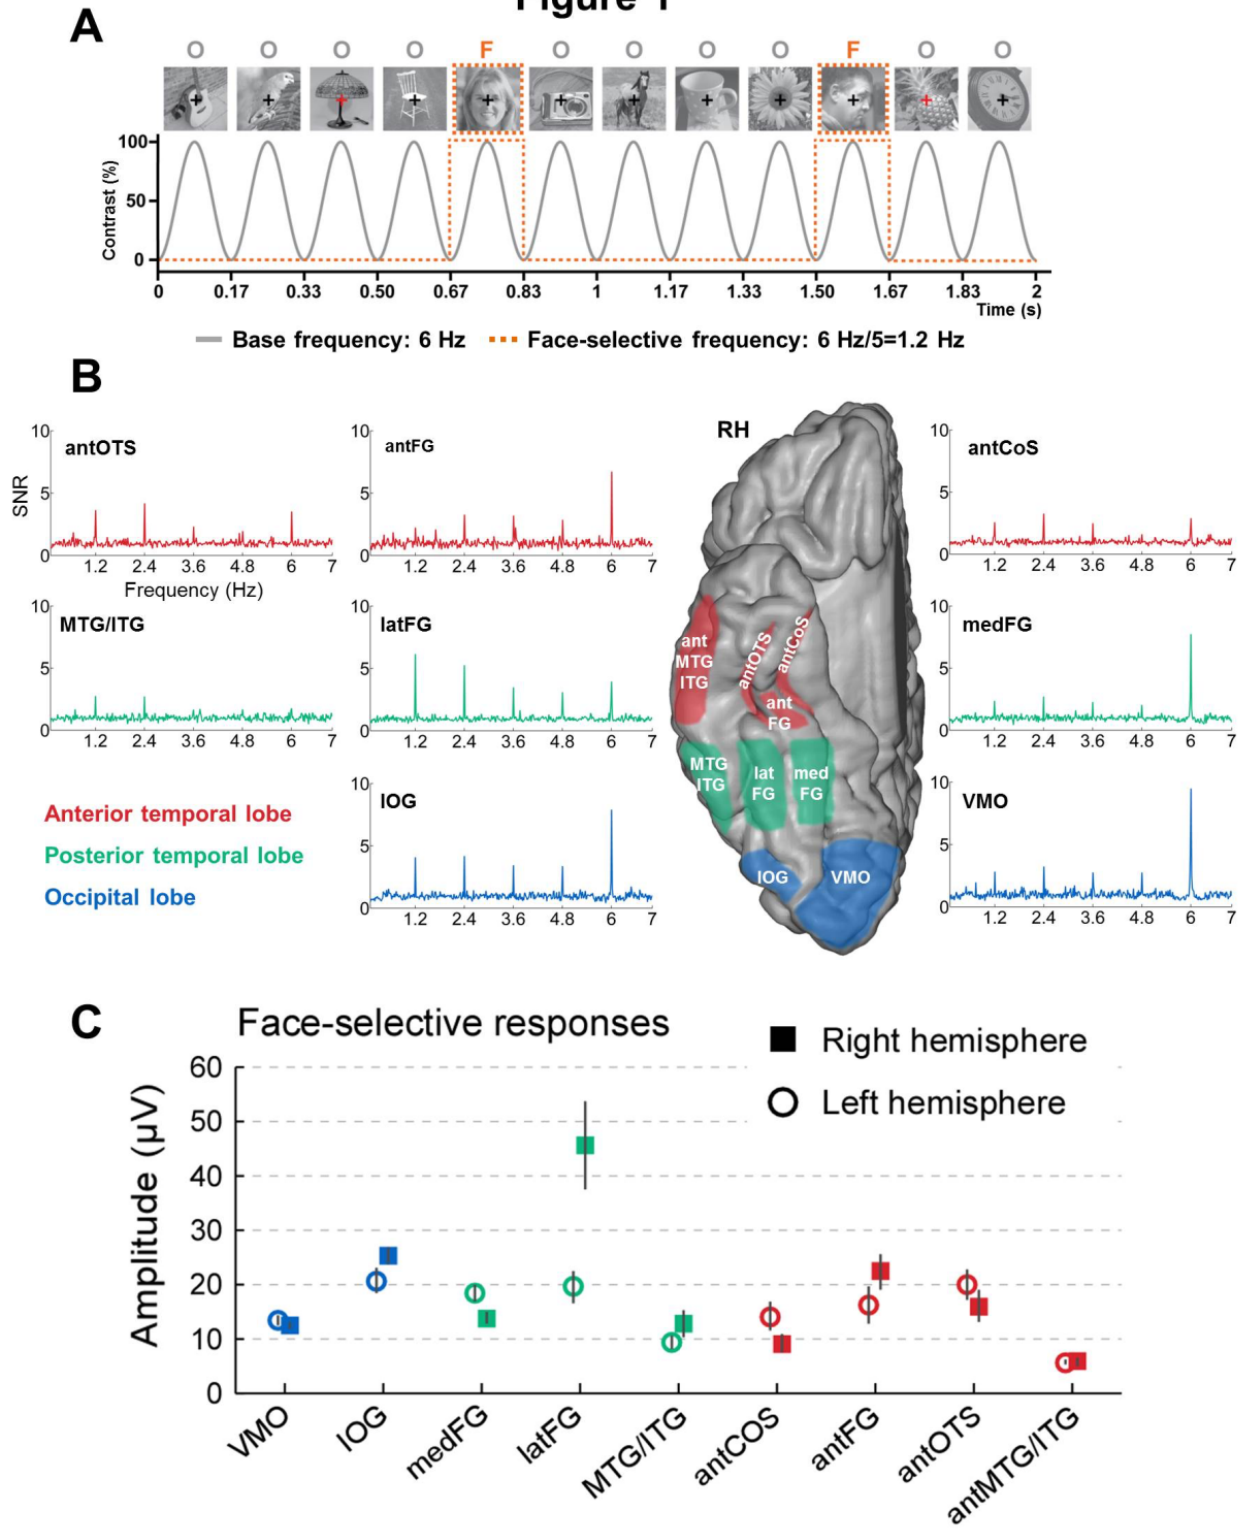 Figure 1
A
O O O O F O O O O F O O
Contrast (%)
100
50
0
0 0.17 0.33 0.50 0.67 0.83 1 1.17 1.33 1.50 1.67 1.83 2
Time (s)
Base frequency: 6 Hz Face-selective frequency: 6 Hz/5=1.2 Hz
B
antOTS
SNR
10
5
0
1.2 2.4 3.6 4.8 6 7
Frequency (Hz)
antFG
10
5
0
1.2 2.4 3.6 4.8 6 7
RH
antCoS
10
5
0
1.2 2.4 3.6 4.8 6 7
MTG/ITG
10
5
0
1.2 2.4 3.6 4.8 6 7
latFG
10
5
0
1.2 2.4 3.6 4.8 6 7
medFG
10
5
0
1.2 2.4 3.6 4.8 6 7
ant
MTG
ITG
antOTS
antCoS
ant
FG
MTG
ITG
lat
FG
med
FG
IOG
VMO
Anterior temporal lobe
Posterior temporal lobe
Occipital lobe
IOG
10
5
0
1.2 2.4 3.6 4.8 6 7
VMO
10
5
0
1.2 2.4 3.6 4.8 6 7
C
Face-selective responses
Right hemisphere
Left hemisphere
Amplitude (μV)
60
50
40
30
20
10
0
VMO
IOG
medFG
latFG
MTG/ITG
antCOS
antFG
antOTS
antMTG/ITG